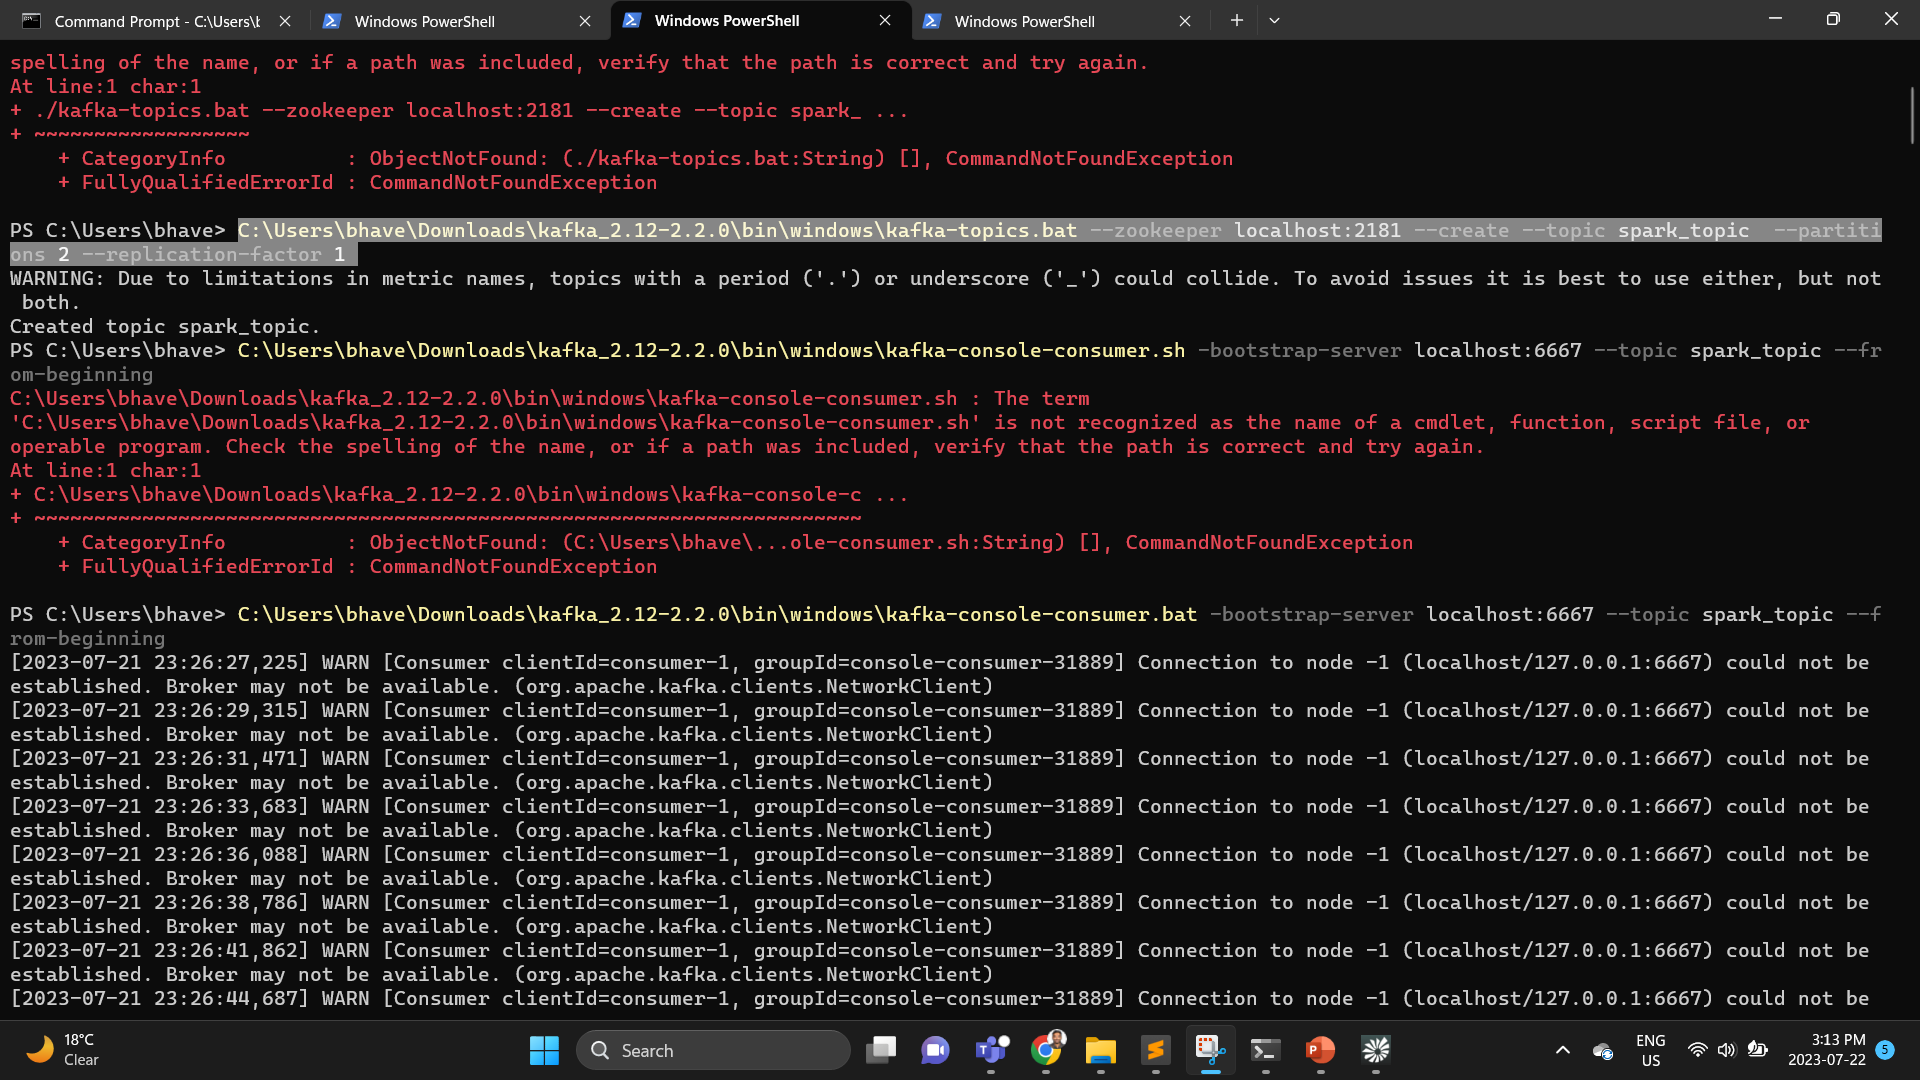 Command Prompt - C:\Users\b
Windows PowerShell
Windows PowerShell
Windows PowerShell
spelling of the name, or if a path was included, verify that the path is correct and try again.
At line:1 char:1
+ ./kafka-topics.bat --zookeeper localhost:2181 --create --topic spark_ ...
+ ~~~~~~~~~~~~~~~~~~
    + CategoryInfo          : ObjectNotFound: (./kafka-topics.bat:String) [], CommandNotFoundException
    + FullyQualifiedErrorId : CommandNotFoundException
PS C:\Users\bhave> C:\Users\bhave\Downloads\kafka_2.12-2.2.0\bin\windows\kafka-topics.bat --zookeeper localhost:2181 --create --topic spark_topic  --partiti
ons 2 --replication-factor 1
WARNING: Due to limitations in metric names, topics with a period ('.') or underscore ('_') could collide. To avoid issues it is best to use either, but not
 both.
Created topic spark_topic.
PS C:\Users\bhave> C:\Users\bhave\Downloads\kafka_2.12-2.2.0\bin\windows\kafka-console-consumer.sh -bootstrap-server localhost:6667 --topic spark_topic --fr
om-beginning
C:\Users\bhave\Downloads\kafka_2.12-2.2.0\bin\windows\kafka-console-consumer.sh : The term
'C:\Users\bhave\Downloads\kafka_2.12-2.2.0\bin\windows\kafka-console-consumer.sh' is not recognized as the name of a cmdlet, function, script file, or
operable program. Check the spelling of the name, or if a path was included, verify that the path is correct and try again.
At line:1 char:1
+ C:\Users\bhave\Downloads\kafka_2.12-2.2.0\bin\windows\kafka-console-c ...
+ ~~~~~~~~~~~~~~~~~~~~~~~~~~~~~~~~~~~~~~~~~~~~~~~~~~~~~~~~~~~~~~~~~~~~~
    + CategoryInfo          : ObjectNotFound: (C:\Users\bhave\...ole-consumer.sh:String) [], CommandNotFoundException
    + FullyQualifiedErrorId : CommandNotFoundException
PS C:\Users\bhave> C:\Users\bhave\Downloads\kafka_2.12-2.2.0\bin\windows\kafka-console-consumer.bat -bootstrap-server localhost:6667 --topic spark_topic --f
rom-beginning
[2023-07-21 23:26:27,225] WARN [Consumer clientId=consumer-1, groupId=console-consumer-31889] Connection to node -1 (localhost/127.0.0.1:6667) could not be
established. Broker may not be available. (org.apache.kafka.clients.NetworkClient)
[2023-07-21 23:26:29,315] WARN [Consumer clientId=consumer-1, groupId=console-consumer-31889] Connection to node -1 (localhost/127.0.0.1:6667) could not be
established. Broker may not be available. (org.apache.kafka.clients.NetworkClient)
[2023-07-21 23:26:31,471] WARN [Consumer clientId=consumer-1, groupId=console-consumer-31889] Connection to node -1 (localhost/127.0.0.1:6667) could not be
established. Broker may not be available. (org.apache.kafka.clients.NetworkClient)
[2023-07-21 23:26:33,683] WARN [Consumer clientId=consumer-1, groupId=console-consumer-31889] Connection to node -1 (localhost/127.0.0.1:6667) could not be
established. Broker may not be available. (org.apache.kafka.clients.NetworkClient)
[2023-07-21 23:26:36,088] WARN [Consumer clientId=consumer-1, groupId=console-consumer-31889] Connection to node -1 (localhost/127.0.0.1:6667) could not be
established. Broker may not be available. (org.apache.kafka.clients.NetworkClient)
[2023-07-21 23:26:38,786] WARN [Consumer clientId=consumer-1, groupId=console-consumer-31889] Connection to node -1 (localhost/127.0.0.1:6667) could not be
established. Broker may not be available. (org.apache.kafka.clients.NetworkClient)
[2023-07-21 23:26:41,862] WARN [Consumer clientId=consumer-1, groupId=console-consumer-31889] Connection to node -1 (localhost/127.0.0.1:6667) could not be
established. Broker may not be available. (org.apache.kafka.clients.NetworkClient)
[2023-07-21 23:26:44,687] WARN [Consumer clientId=consumer-1, groupId=console-consumer-31889] Connection to node -1 (localhost/127.0.0.1:6667) could not be
18°C
Clear
Search
ENG
US
3:13 PM
2023-07-22
5